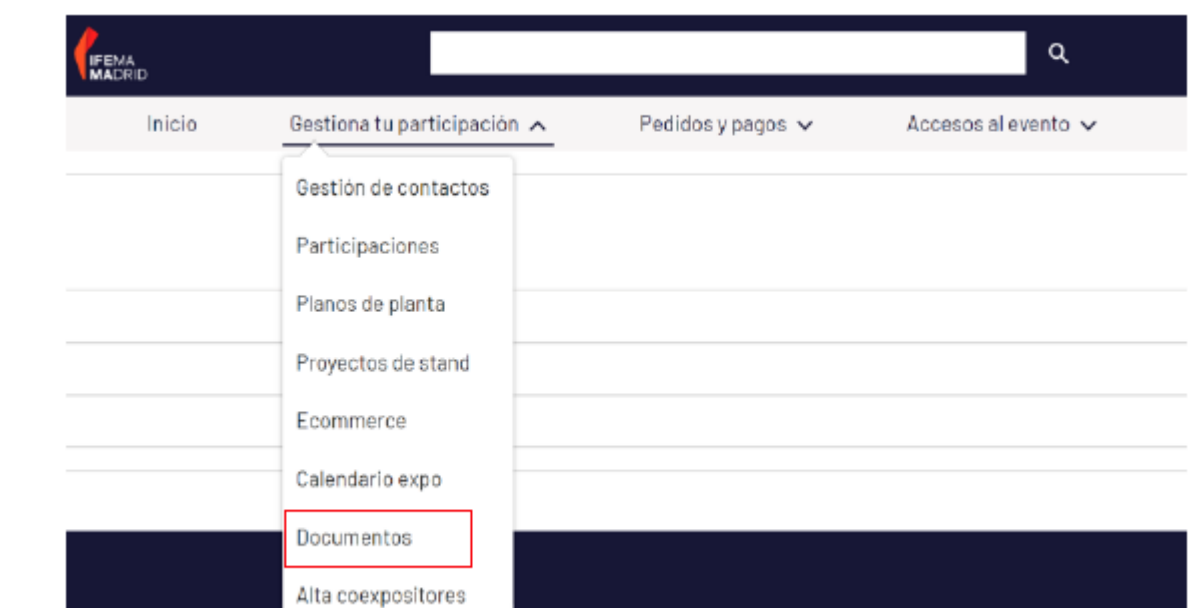 IFEMA
MADRID
Inicio
Gestiona tu participación
Pedidos y pagos
Accesos al evento
Gestión de contactos
Participaciones
Planos de planta
Proyectos de stand
Ecommerce
Calendario expo
Documentos
Alta coexpositores